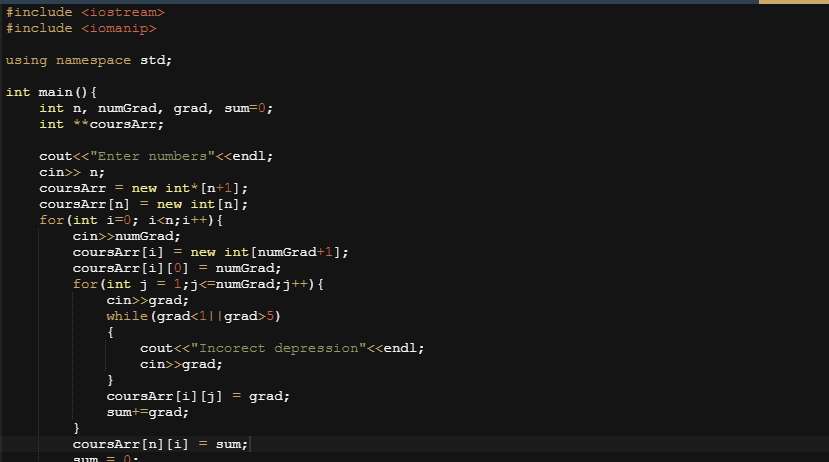 #include <iostream>
#include <iomanip>
using namespace std;
int main(){
int n, numGrad, grad, sum=0;
int **coursArr;
cout<<"Enter numbers"<<endl;
cin>> n;
coursArr = new int*[n+1];
coursArr[n] = new int[n];
for(int i=0; i<n;i++){
cin>>numGrad;
coursArr[i] = new int[numGrad+1];
coursArr[i][0] = numGrad;
for(int j = 1;j<=numGrad;j++){
cin>>grad;
while(grad<1||grad>5)
{
cout<<"Incorect depression"<<endl;
cin>>grad;
}
coursArr[i][j] = grad;
sum+=grad;
}
coursArr[n][i] = sum;
sum = 0;